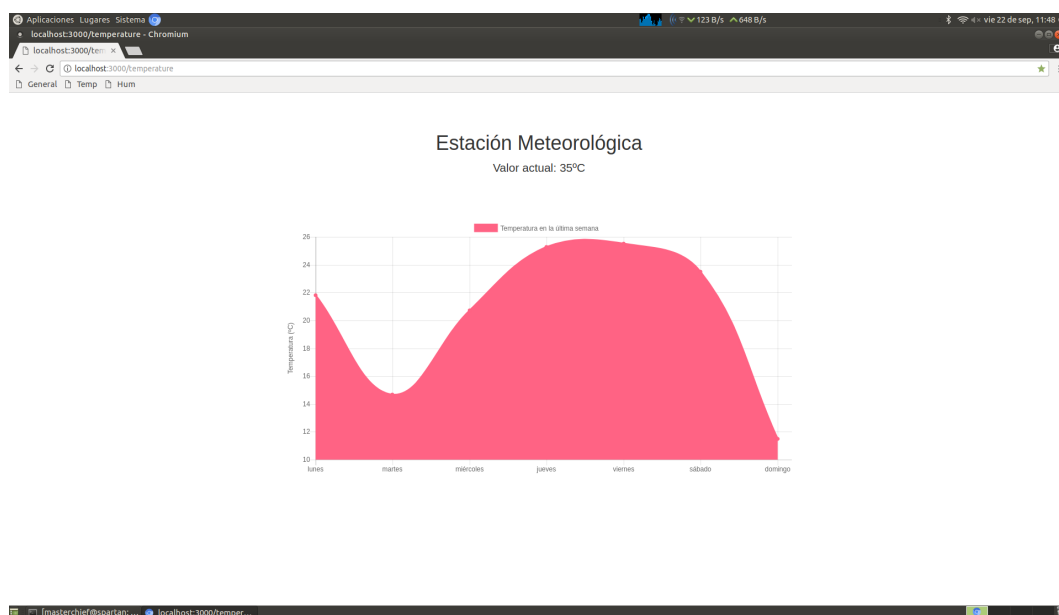 Aplicaciones Lugares Sistema
123 B/s 648 B/s
vie 22 de sep, 11:48
localhost:3000/temperature - Chromium
localhost:3000/tem ×
localhost:3000/temperature
General Temp Hum
Estación Meteorológica
Valor actual: 35ºC
Temperatura en la última semana
Temperatura (ºC)
26
24
22
20
18
16
14
12
10
lunes martes miércoles jueves viernes sábado domingo
[masterchief@spartan: ... localhost:3000/temper...